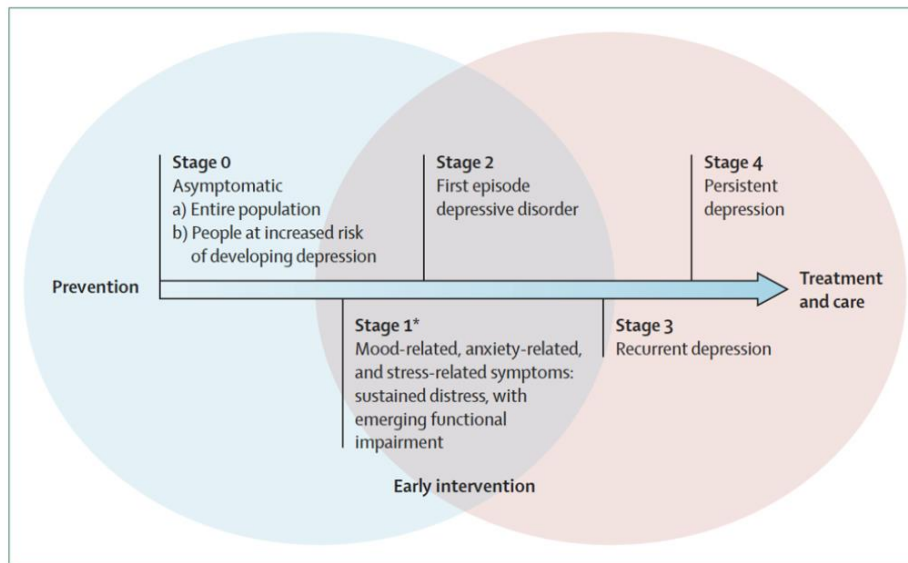 Stage 0
Asymptomatic
a) Entire population
b) People at increased risk
of developing depression
Stage 2
First episode
depressive disorder
Stage 4
Persistent
depression
Prevention
Treatment
and care
Stage 1*
Mood-related, anxiety-related,
and stress-related symptoms:
sustained distress, with
emerging functional
impairment
Stage 3
Recurrent depression
Early intervention